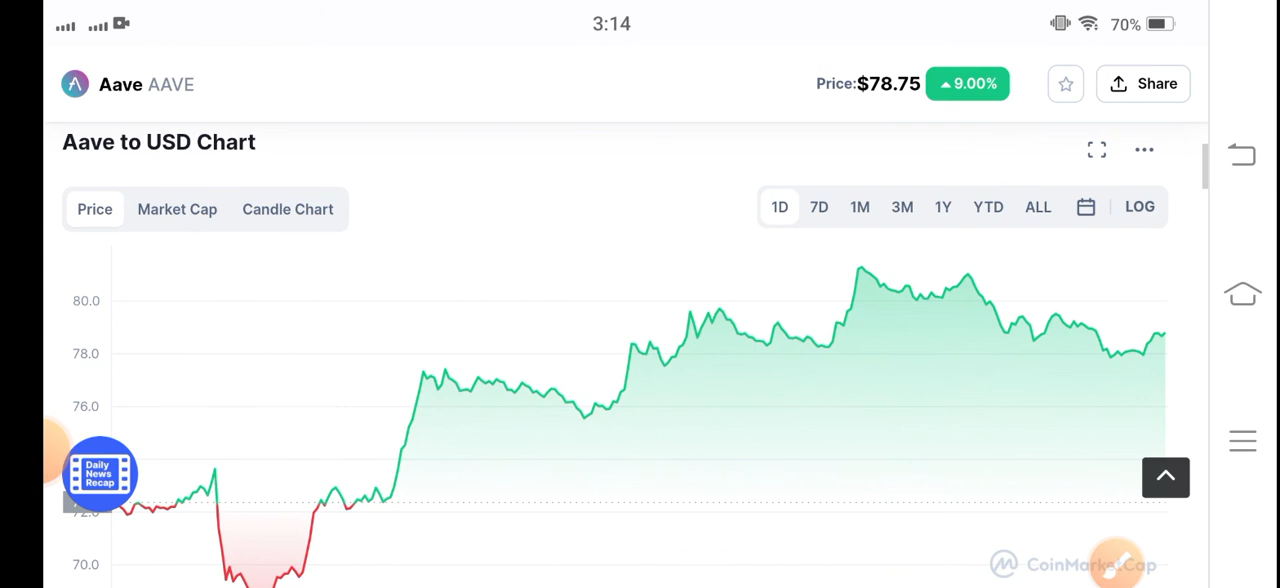 3:14
70%
Aave AAVE
Price:$78.75
9.00%
Share
Aave to USD Chart
Price Market Cap Candle Chart
1D 7D 1M 3M 1Y YTD ALL LOG
80.0
78.0
76.0
Daily
News
Recap
72.0
70.0
CoinMarketCap